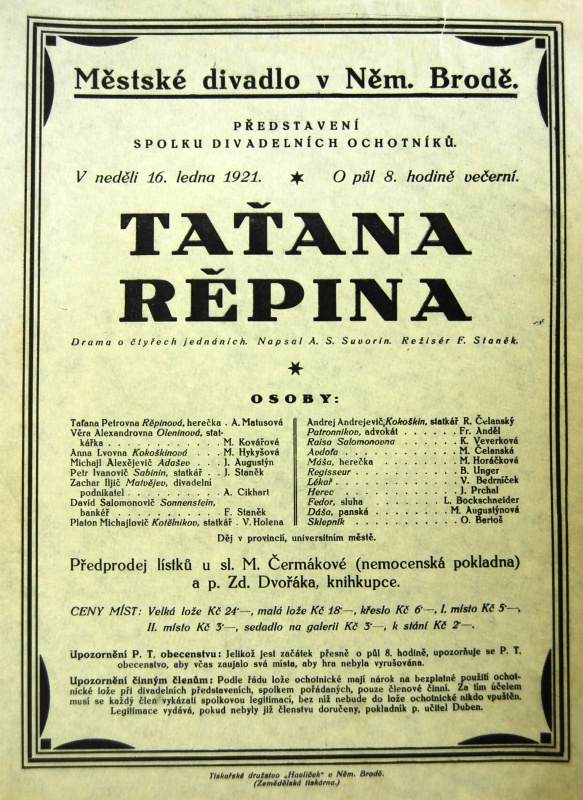 Městské divadlo v Něm. Brodě.
PŘEDSTAVENÍ
SPOLKU DIVADELNÍCH OCHOTNÍKŮ.
V neděli 16. ledna 1921. ✶ O půl 8. hodině večerní.
TAŤANA
RĚPINA
Drama o čtyřech jednáních. Napsal A. S. Suvorin. Režisér F. Staněk.
✶
OSOBY:
Taťana Petrovna Rěpinová, herečka . A. Matusová
Věra Alexandrovna Oleninová, stat-
kářka . . . . . . . . . . . M. Kovářová
Anna Lvovna Kokoškinová . . . M. Hykyšová
Michajl Alexějevič Adašev . . . J. Augustýn
Petr Ivanovič Sabinin, statkář . . J. Staněk
Zachar Iljič Matvějev, divadelní
podnikatel . . . . . . . . . A. Cikhart
David Salomonovič Sonnenstein,
bankéř . . . . . . . . . . F. Staněk
Platon Michajlovič Kotělnikov, statkář . V. Holena
Andrej Andrejevič Kokoškin, statkář R. Čelanský
Patronnikov, advokát . . . . . . Fr. Anděl
Raisa Salomonovna . . . . . K. Veverková
Avdoťa . . . . . . . . . . M. Čelanská
Máša, herečka . . . . . . M. Horáčková
Regisseur . . . . . . . . . . B. Unger
Lékař . . . . . . . . . . V. Bedrníček
Herec . . . . . . . . . . . J. Prchal
Fedor, sluha . . . . . . L. Bockschneider
Dáša, panská . . . . . . M. Augustýnová
Sklepník . . . . . . . . . . O. Bartoš
Děj v provincii, universitním městě.
Předprodej lístků u sl. M. Čermákové (nemocenská pokladna)
a p. Zd. Dvořáka, knihkupce.
CENY MÍST: Velká lože Kč 24·—, malá lože Kč 18·—, křeslo Kč 6·—, I. místo Kč 5·—,
II. místo Kč 3·—, sedadlo na galerii Kč 3·—, k stání Kč 2·—.
Upozornění P. T. obecenstvu: Jelikož jest začátek přesně o půl 8. hodině, upozorňuje se P. T.
obecenstvo, aby včas zaujalo svá místa, aby hra nebyla vyrušována.
Upozornění činným členům: Podle řádu lože ochotnické mají nárok na bezplatné použití ochot-
nické lože při divadelních představeních, spolkem pořádaných, pouze členové činní. Za tím účelem
musí se každý člen vykázati spolkovou legitimací, bez níž nebude do lože ochotnické nikdo vpuštěn.
Legitimace vydává, pokud nebyly již členstvu doručeny, pokladník p. učitel Duben.
Tiskařské družstvo „Havlíček" v Něm. Brodě.
(Zemědělská tiskárna.)